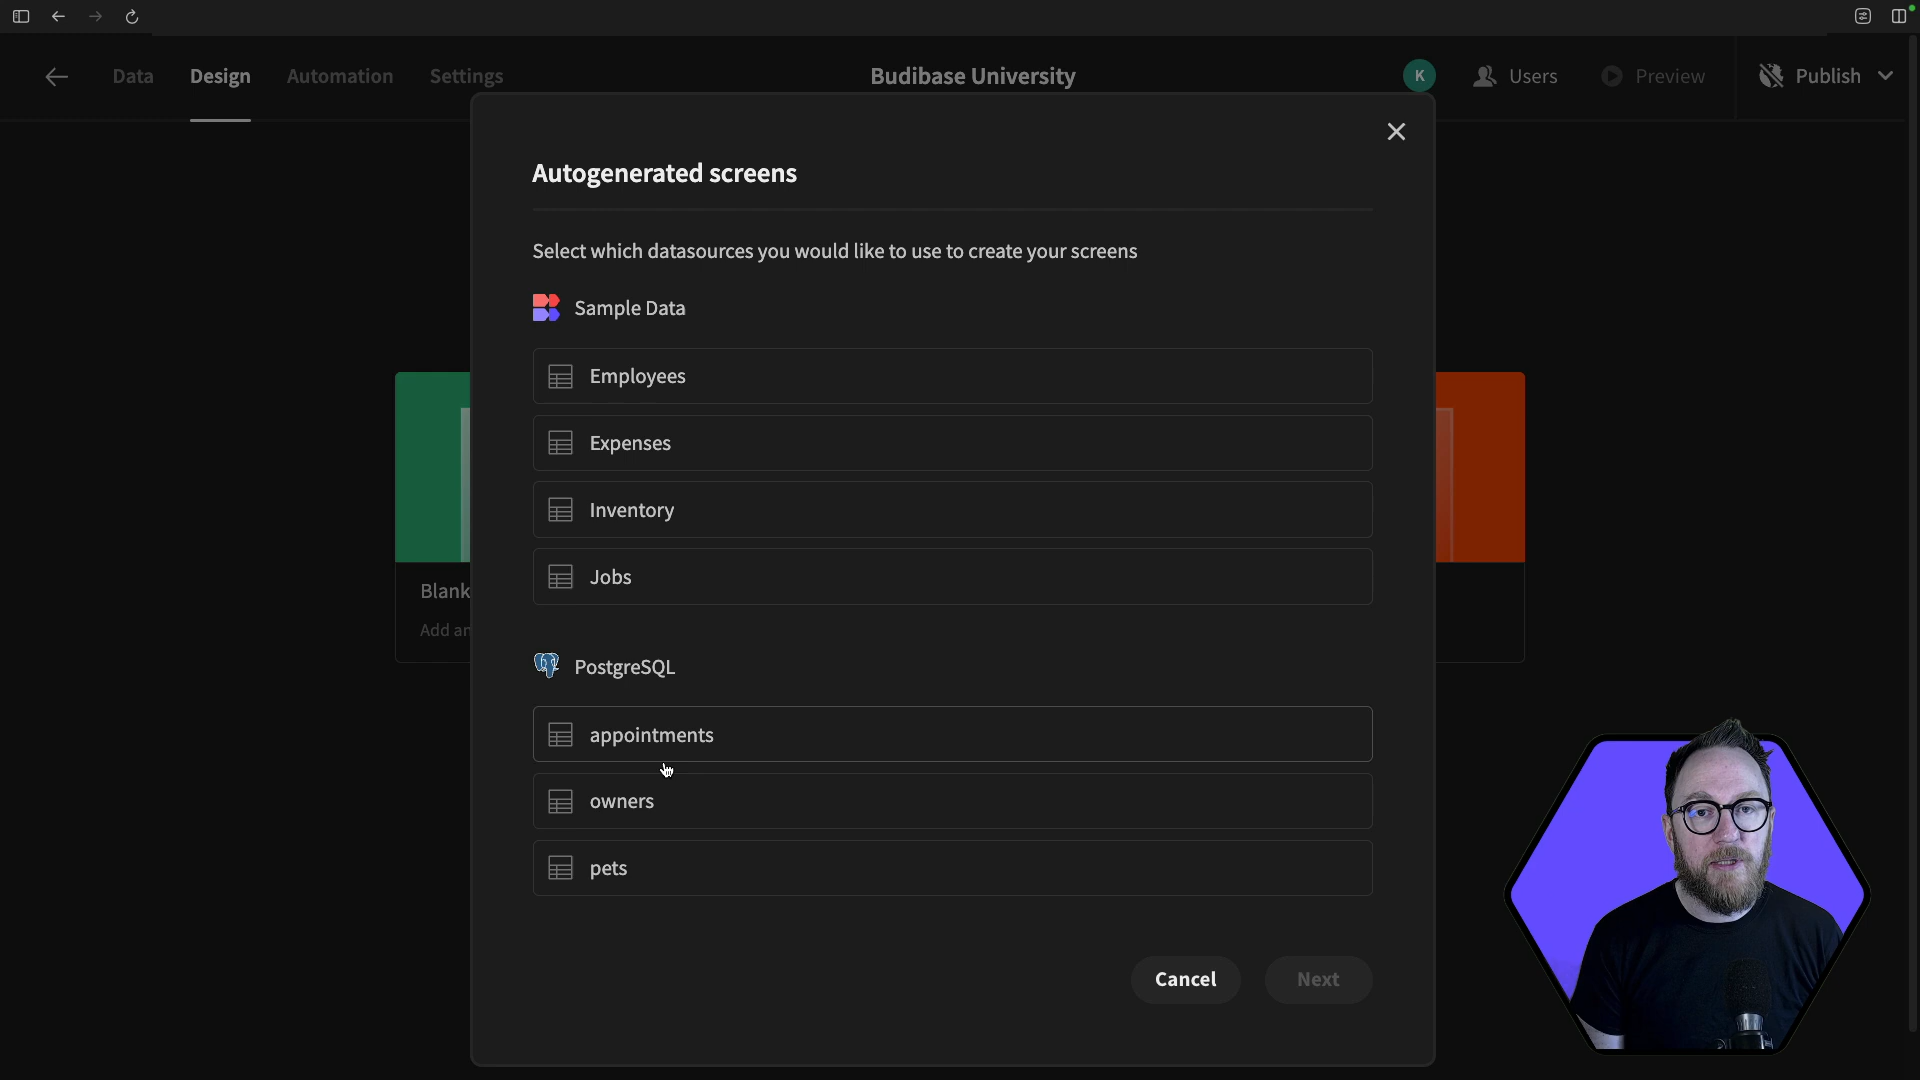 Data
Design
Automation
Settings
Budibase University
K
Users
Preview
Publish
Autogenerated screens
Select which datasources you would like to use to create your screens
Sample Data
Employees
Expenses
Inventory
Jobs
Blank
Add an
PostgreSQL
appointments
owners
pets
Cancel
Next